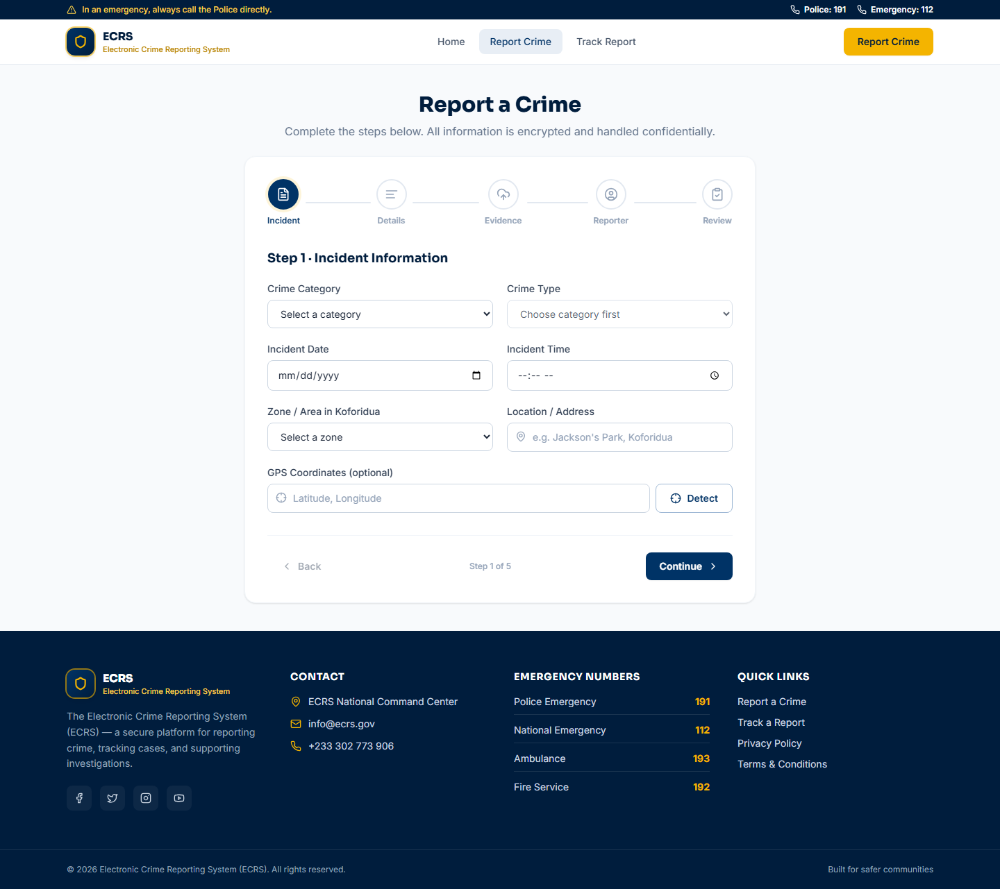 In an emergency, always call the Police directly.
Police: 191
Emergency: 112
ECRS
Electronic Crime Reporting System
Home
Report Crime
Track Report
Report Crime
Report a Crime
Complete the steps below. All information is encrypted and handled confidentially.
Incident
Details
Evidence
Reporter
Review
Step 1 · Incident Information
Crime Category
Crime Type
Select a category
Choose category first
Incident Date
Incident Time
mm/dd/yyyy
--:-- --
Zone / Area in Koforidua
Location / Address
Select a zone
e.g. Jackson's Park, Koforidua
GPS Coordinates (optional)
Latitude, Longitude
Detect
Back
Step 1 of 5
Continue
ECRS
Electronic Crime Reporting System
The Electronic Crime Reporting System
(ECRS) — a secure platform for reporting
crime, tracking cases, and supporting
investigations.
CONTACT
ECRS National Command Center
info@ecrs.gov
+233 302 773 906
EMERGENCY NUMBERS
Police Emergency 191
National Emergency 112
Ambulance 193
Fire Service 192
QUICK LINKS
Report a Crime
Track a Report
Privacy Policy
Terms & Conditions
© 2026 Electronic Crime Reporting System (ECRS). All rights reserved.
Built for safer communities